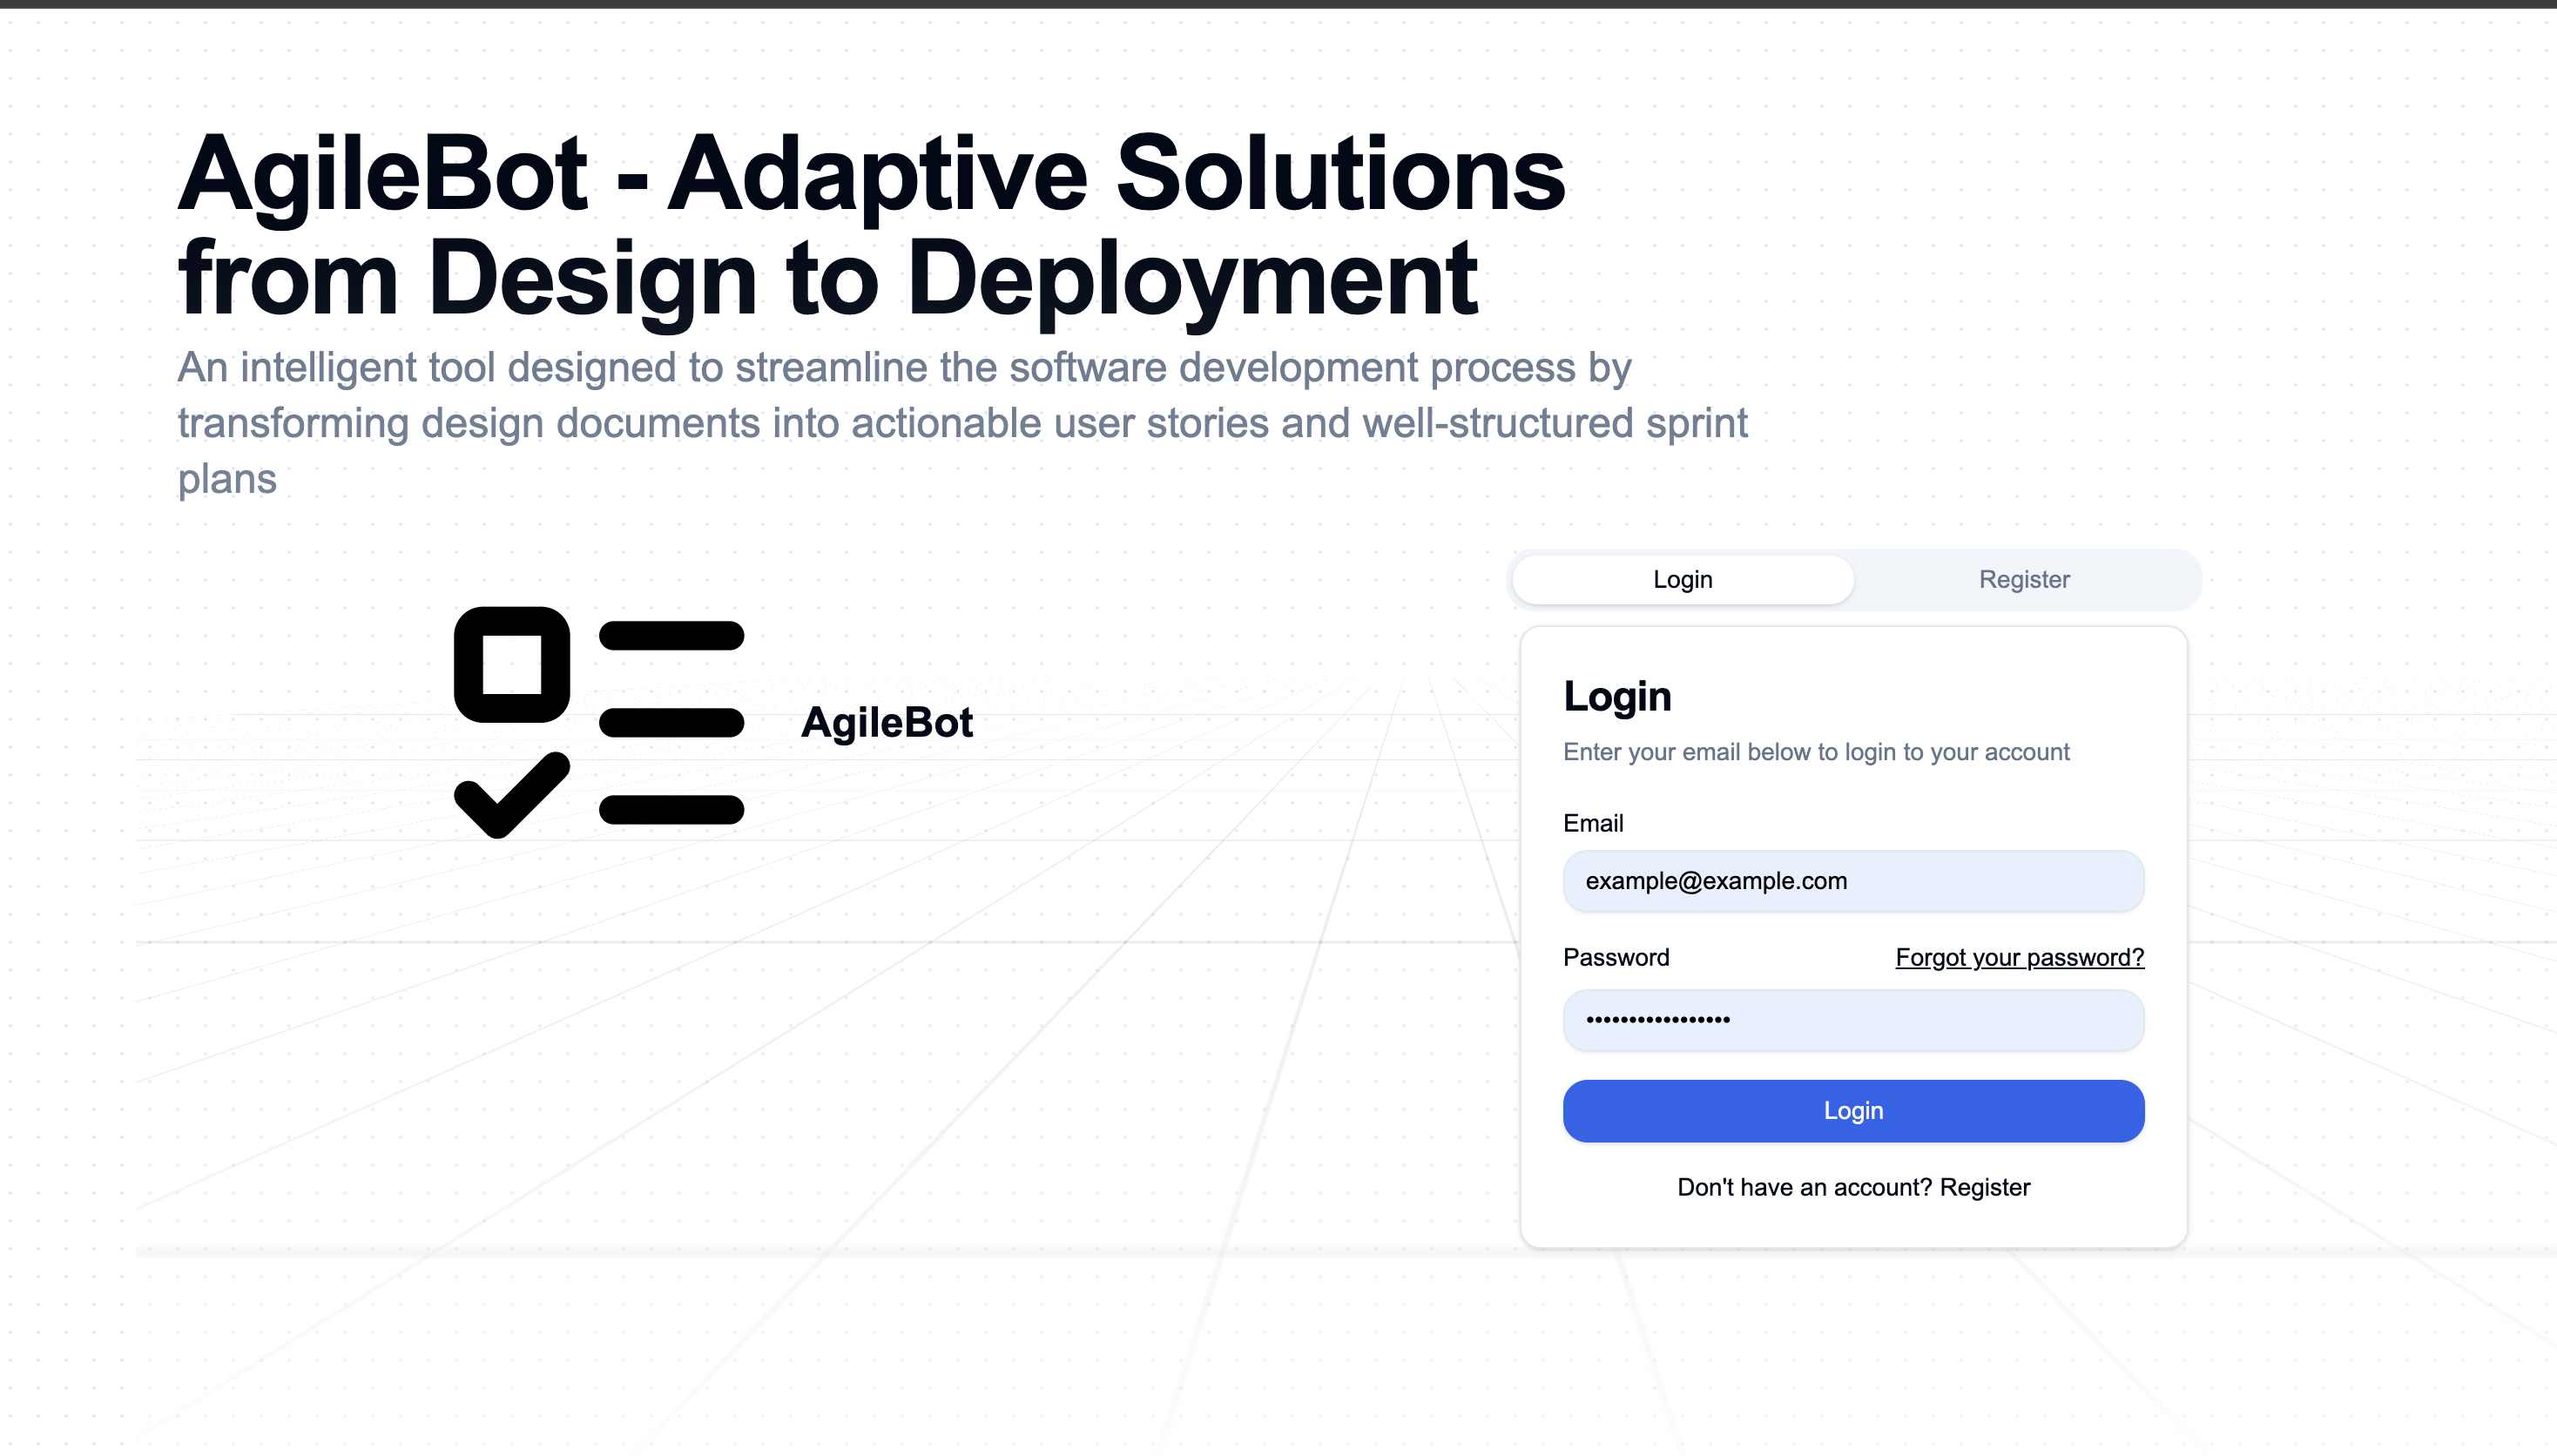 AgileBot - Adaptive Solutions
from Design to Deployment
An intelligent tool designed to streamline the software development process by
transforming design documents into actionable user stories and well-structured sprint
plans
AgileBot
Login
Register
Login
Enter your email below to login to your account
Email
example@example.com
Password
Forgot your password?
•••••••••••••••••
Login
Don't have an account? Register